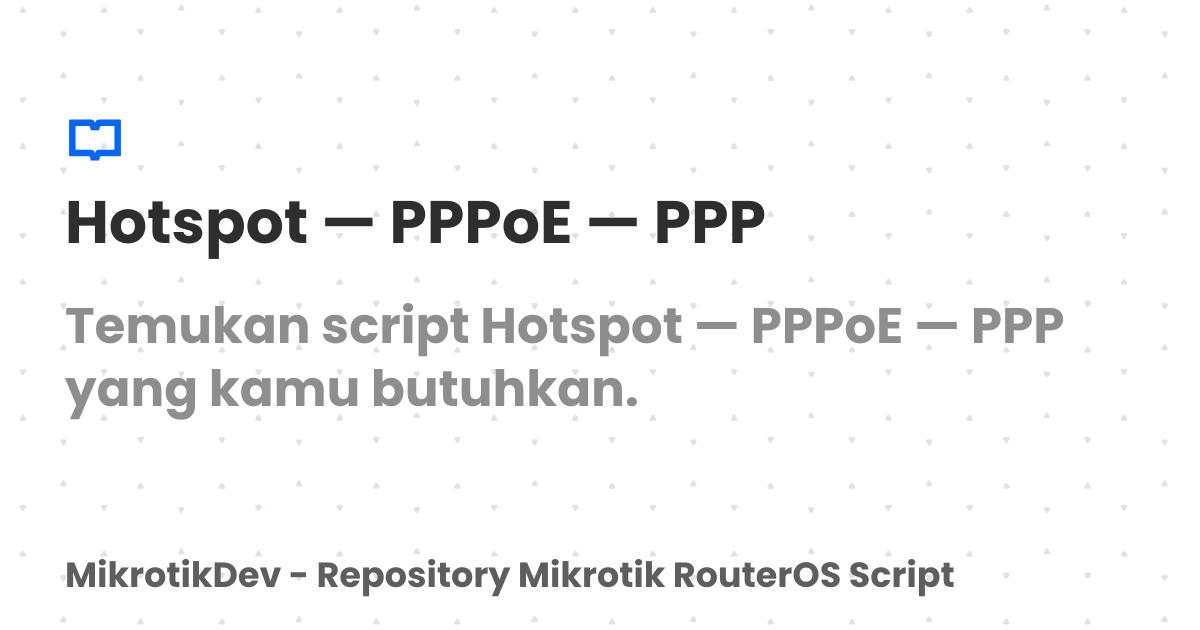 Hotspot — PPPoE — PPP
Temukan script Hotspot — PPPoE — PPP
yang kamu butuhkan.
MikrotikDev - Repository Mikrotik RouterOS Script